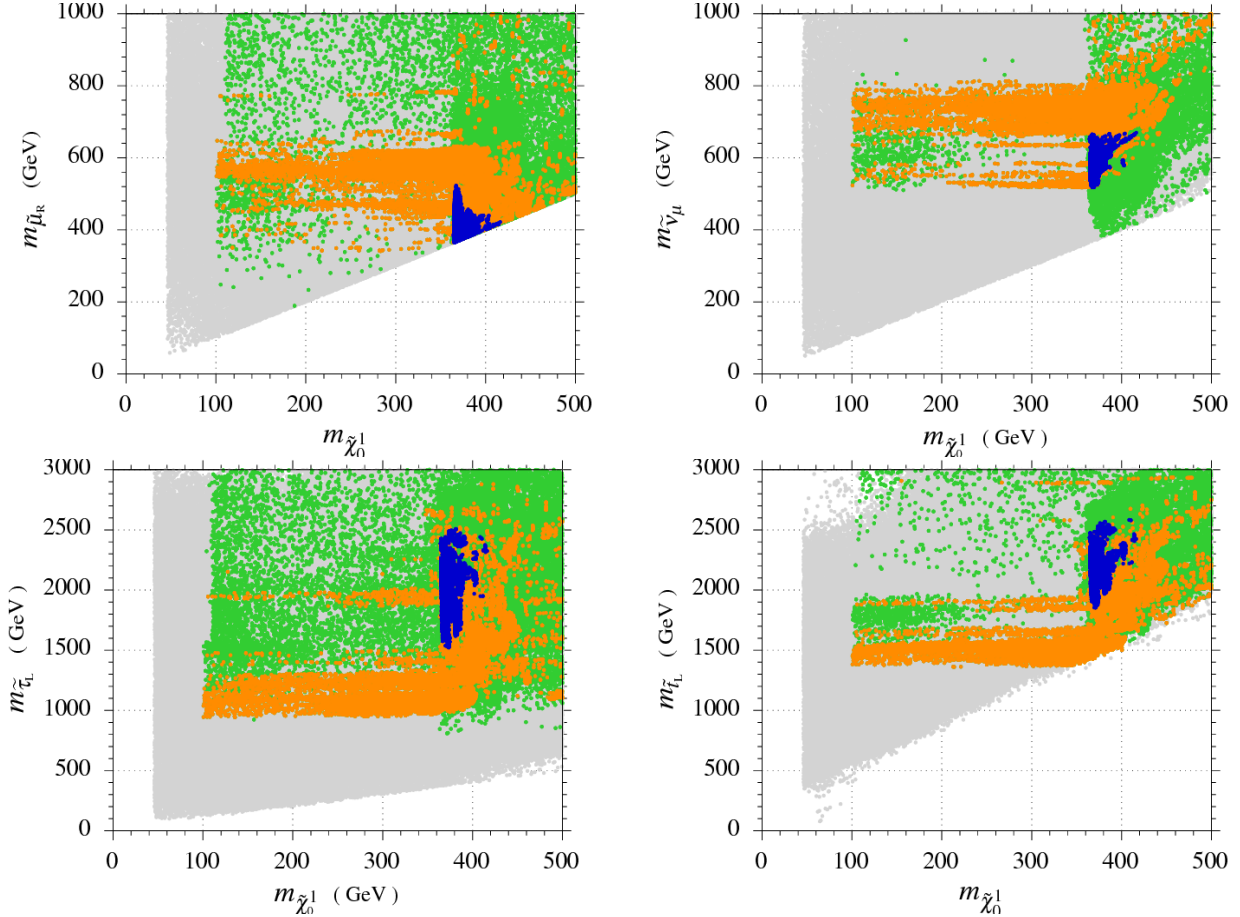 1000
800
600
400
200
0
m_{\tilde{\mu}_R} (GeV)
0 100 200 300 400 500
m_{\tilde{\chi}_0^1}
1000
800
600
400
200
0
m_{\tilde{\nu}_\mu} (GeV)
0 100 200 300 400 500
m_{\tilde{\chi}_0^1} ( GeV )
3000
2500
2000
1500
1000
500
0
m_{\tilde{\tau}_L} ( GeV )
0 100 200 300 400 500
m_{\tilde{\chi}_0^1} ( GeV )
3000
2500
2000
1500
1000
500
0
m_{\tilde{t}_L} ( GeV )
0 100 200 300 400 500
m_{\tilde{\chi}_0^1}